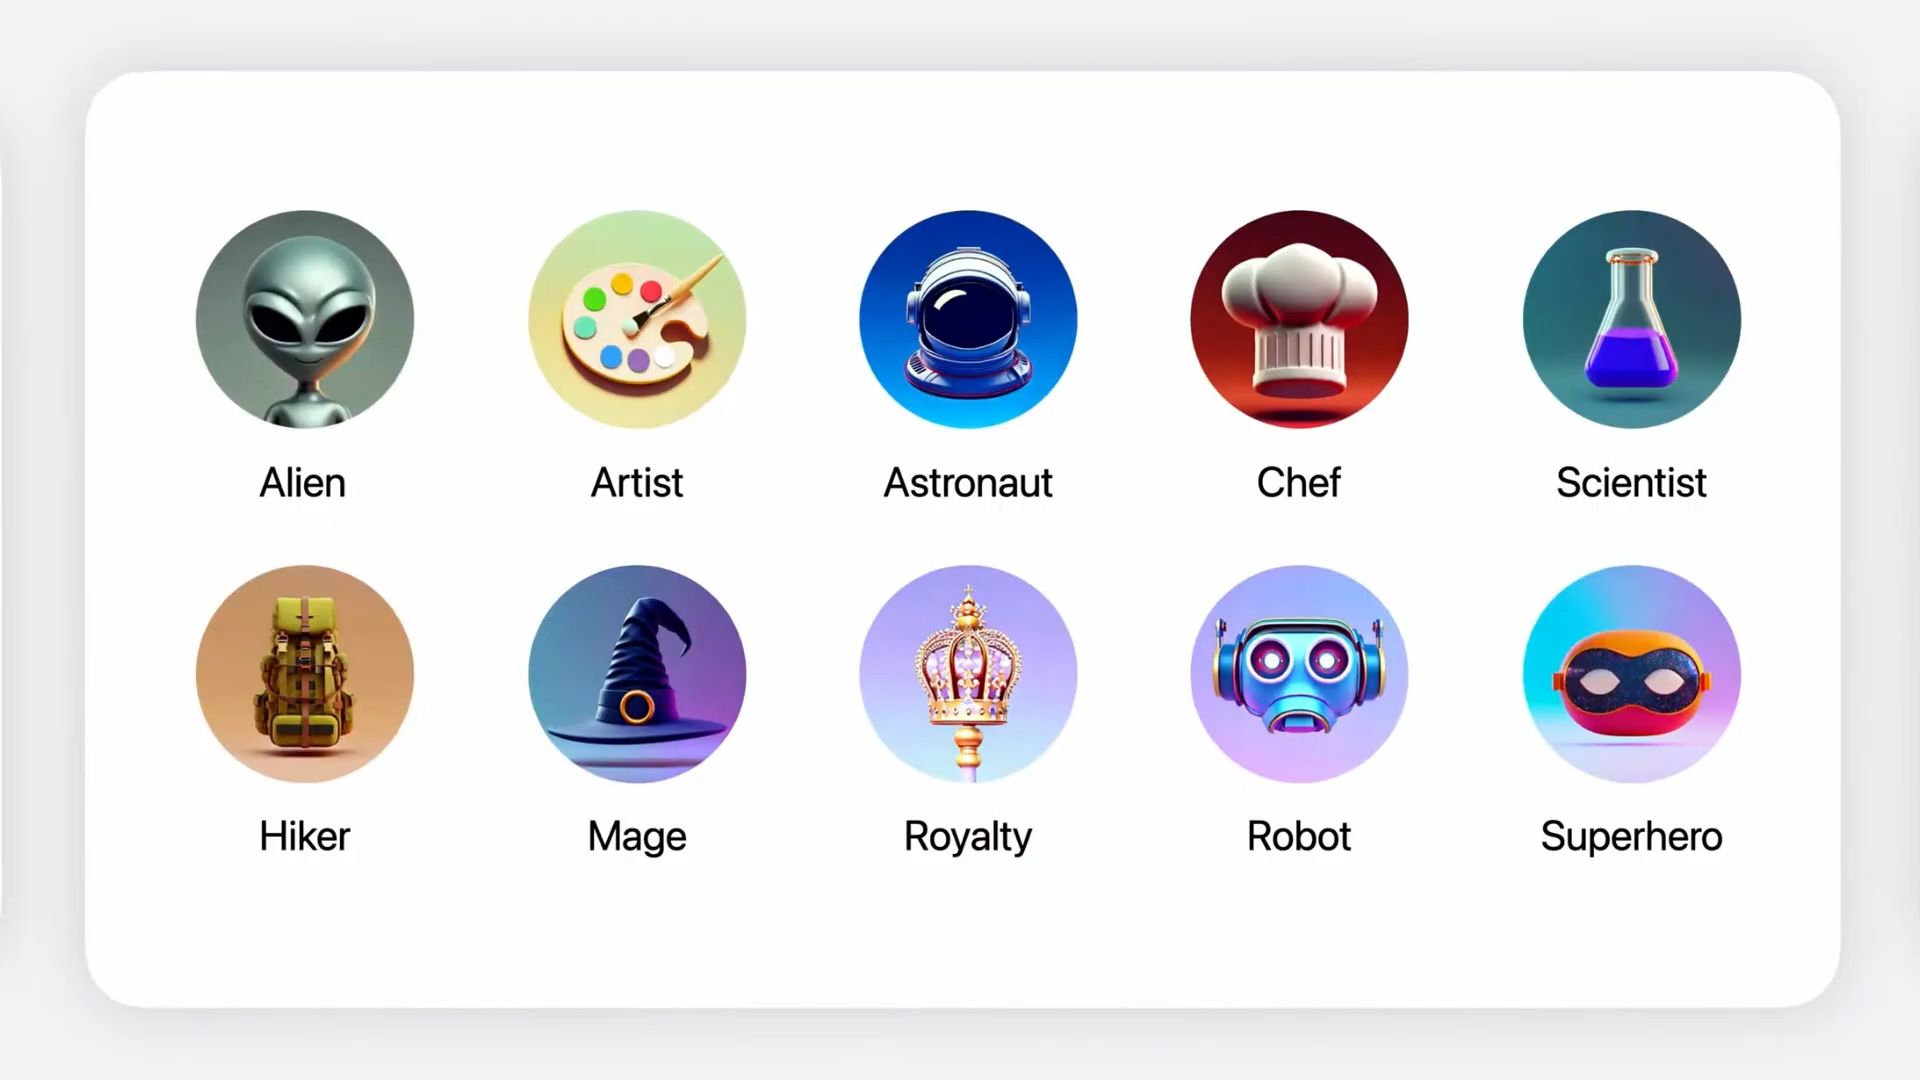 Alien
Artist
Astronaut
Chef
Scientist
Hiker
Mage
Royalty
Robot
Superhero